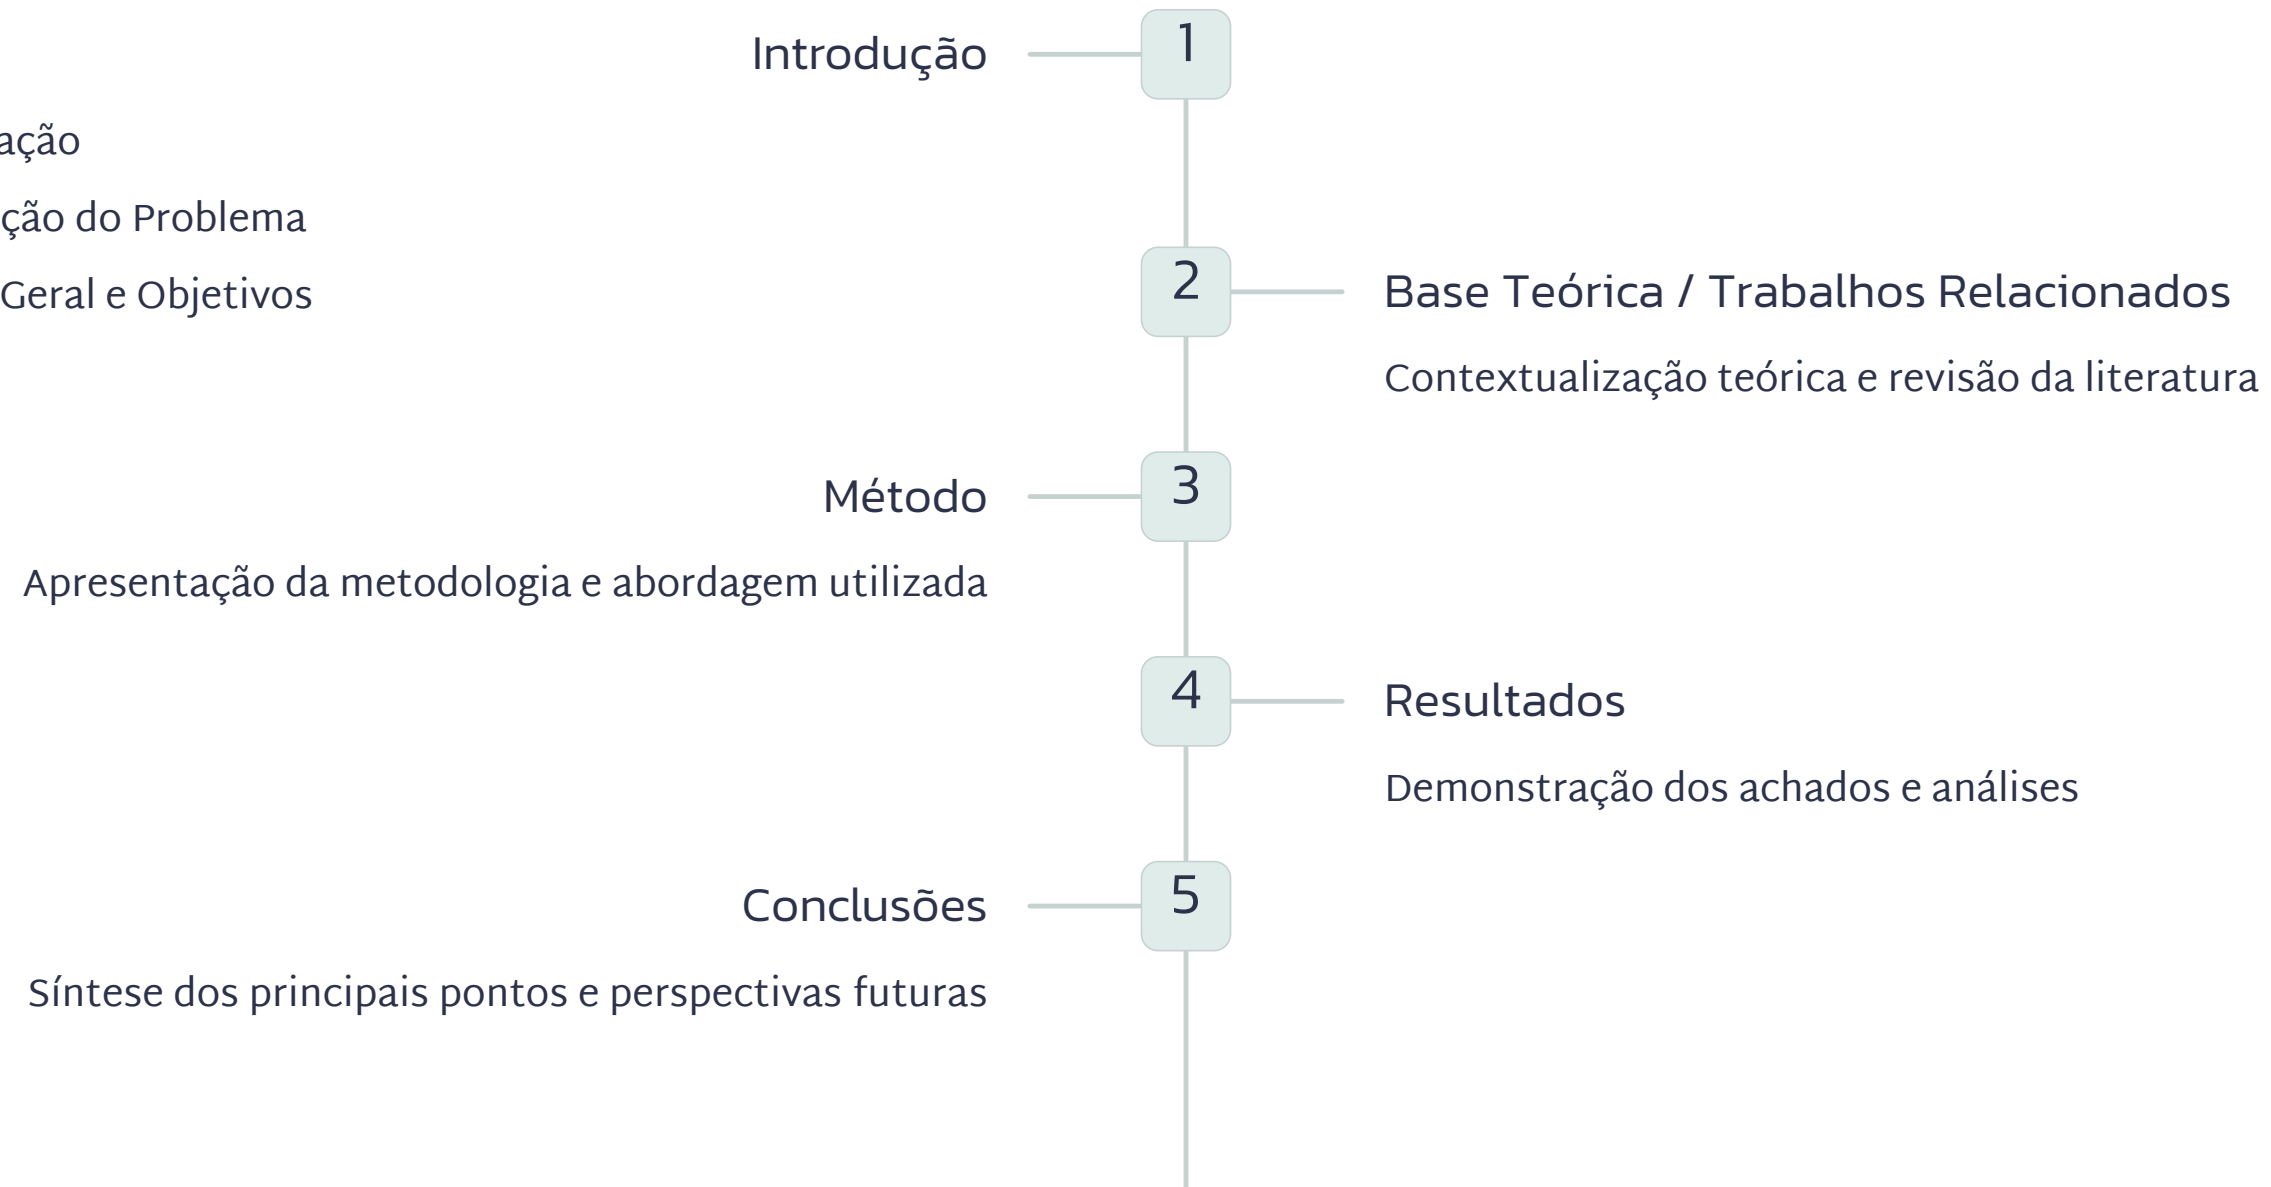 1
Introdução
ação
ção do Problema
Geral e Objetivos
2
Base Teórica / Trabalhos Relacionados
Contextualização teórica e revisão da literatura
3
Método
Apresentação da metodologia e abordagem utilizada
4
Resultados
Demonstração dos achados e análises
5
Conclusões
Síntese dos principais pontos e perspectivas futuras